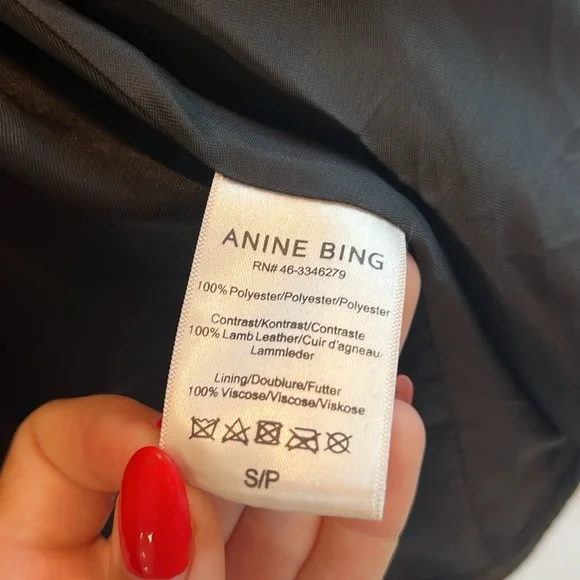 ANINE BING
RN# 46-3346279
100% Polyester/Polyester/Polyester
Contrast/Kontrast/Contraste
100% Lamb Leather/Cuir d'agneau/
Lammleder
Lining/Doublure/Futter
100% Viscose/Viscose/Viskose
S/P